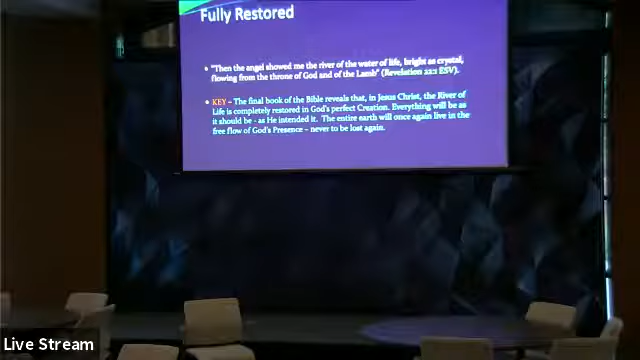 Fully Restored
"Then the angel showed me the river of the water of life, bright as crystal,
flowing from the throne of God and of the Lamb" (Revelation 22:1 ESV).
KEY – The final book of the Bible reveals that, in Jesus Christ, the River of
Life is completely restored in God's perfect Creation. Everything will be as
it should be - as He intended it. The entire earth will once again live in the
free flow of God's Presence – never to be lost again.
Live Stream